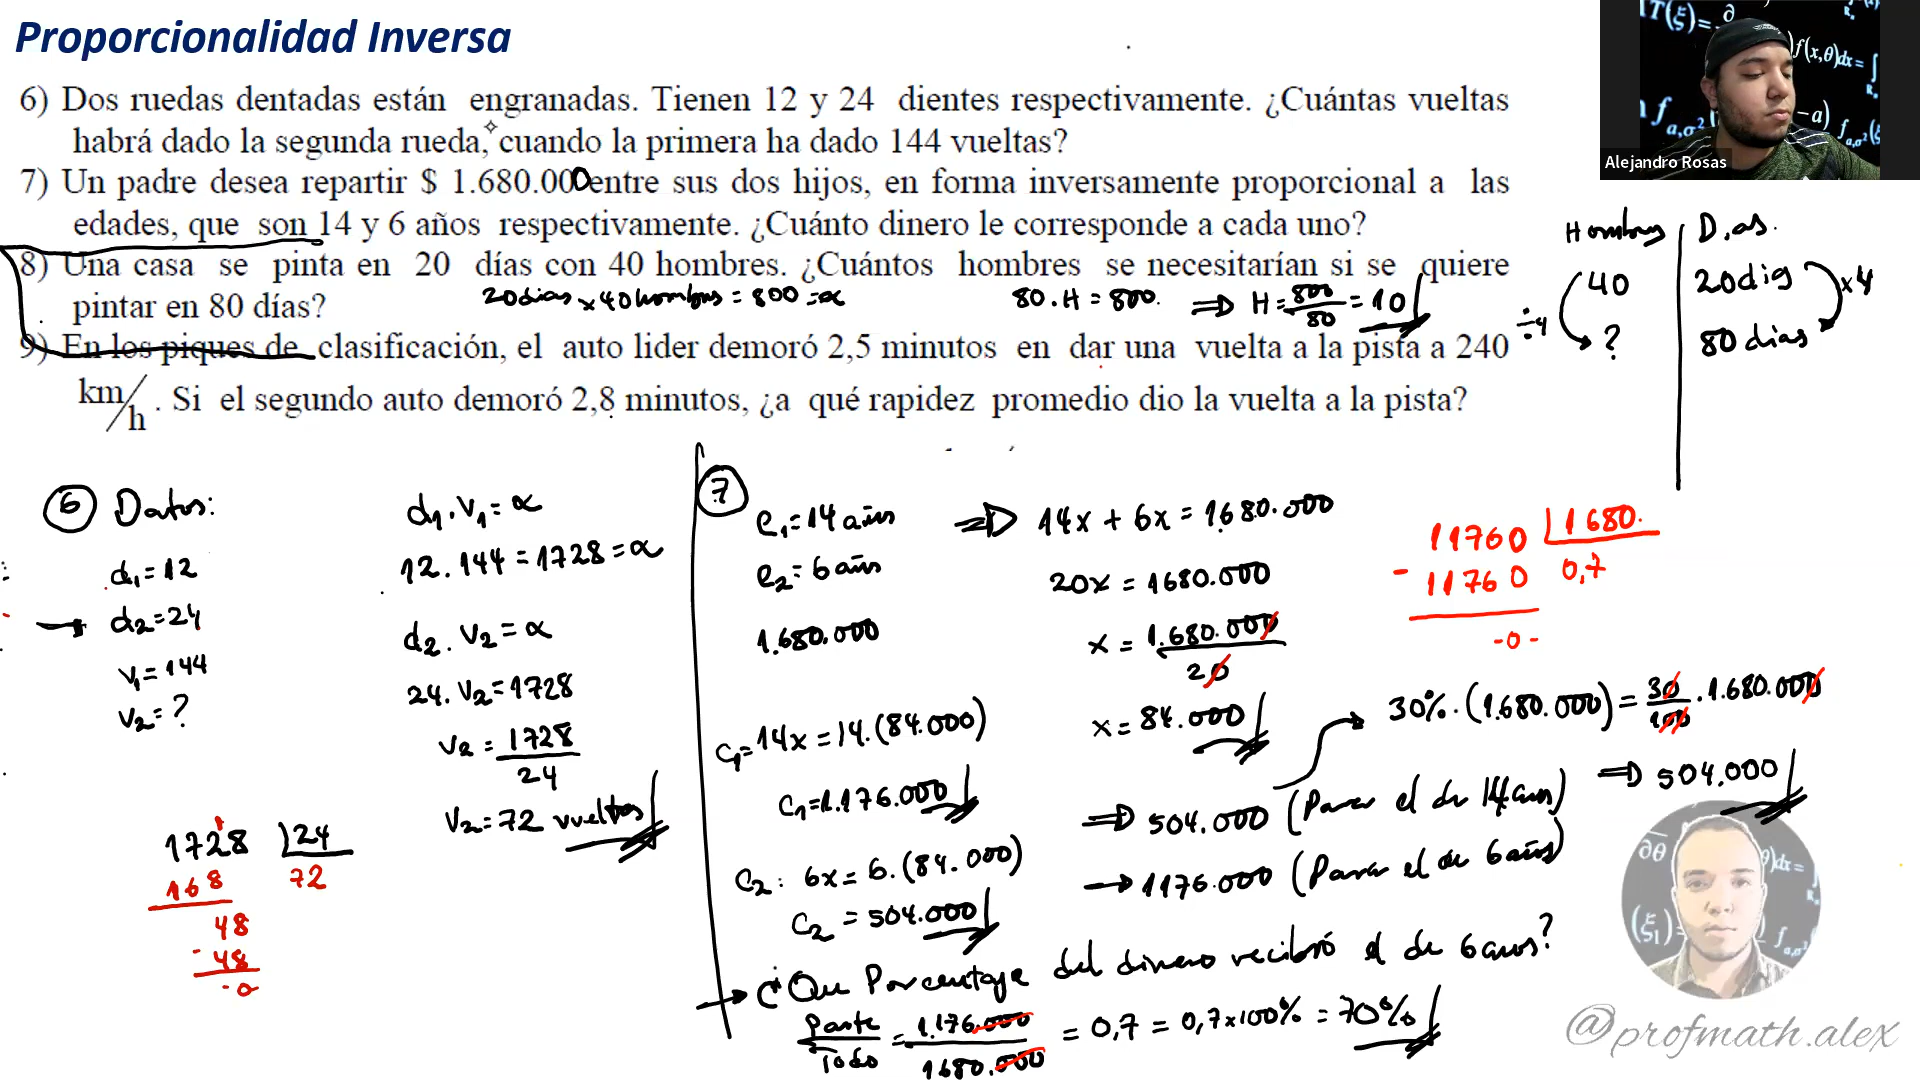 Proporcionalidad Inversa
Alejandro Rosas
6) Dos ruedas dentadas están engranadas. Tienen 12 y 24 dientes respectivamente. ¿Cuántas vueltas
habrá dado la segunda rueda, cuando la primera ha dado 144 vueltas?
7) Un padre desea repartir $ 1.680.000 entre sus dos hijos, en forma inversamente proporcional a las
edades, que son 14 y 6 años respectivamente. ¿Cuánto dinero le corresponde a cada uno?
8) Una casa se pinta en 20 días con 40 hombres. ¿Cuántos hombres se necesitarían si se quiere
pintar en 80 días?
20dias x 40hombres = 800 = α
80.H = 800. ⇒ H = 800/80 = 10
9) En los piques de clasificación, el auto lider demoró 2,5 minutos en dar una vuelta a la pista a 240
km/h. Si el segundo auto demoró 2,8 minutos, ¿a qué rapidez promedio dio la vuelta a la pista?
Hombres | Dias.
40 | 20 dias x4
÷4 ? | 80 dias
6 Datos:
d1=12
d2=24
v1=144
v2=?
d1.v1=α
12.144=1728=α
d2.v2=α
24.v2=1728
v2=1728/24
v2=72 vueltas
1728 | 24
168 72
48
-48
-0
7
e1=14 años
e2=6 años
1.680.000
⇒ 14x + 6x = 1680.000
20x = 1680.000
x = 1.680.000/20
x = 84.000
C1=14x=14.(84.000)
C1=1.176.000
C2: 6x=6.(84.000)
C2=504.000
⇒ 504.000 (Para el de 14 años)
→ 1176.000 (Para el de 6 años)
11760 | 1680.
- 11760 0,7
-0-
30%.(1.680.000) = 30/100 . 1.680.000
⇒ 504.000
→ ¿Que Porcentaje del dinero recibió el de 6 años?
Parte/Todo = 1.176.000/1680.000 = 0,7 = 0,7x100% = 70%
@profmath.alex